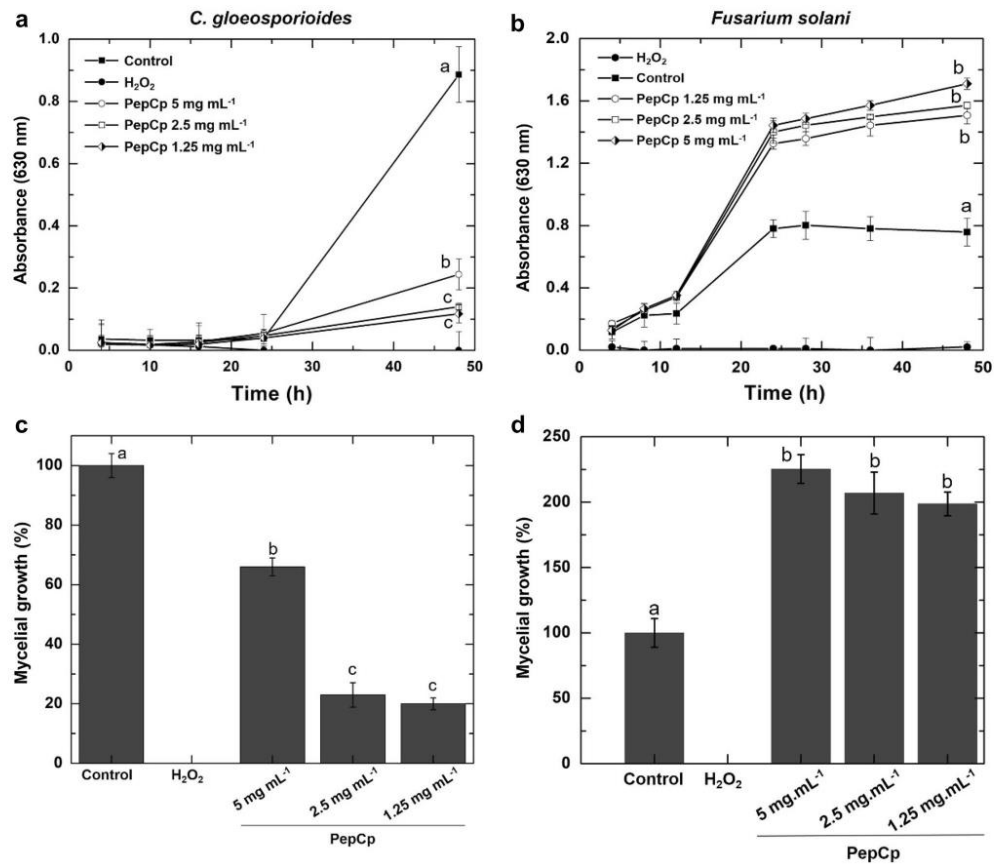 a
C. gloeosporioides
Absorbance (630 nm)
1.0
0.8
0.6
0.4
0.2
0.0
Control
H₂O₂
PepCp 5 mg mL⁻¹
PepCp 2.5 mg mL⁻¹
PepCp 1.25 mg mL⁻¹
a
b
c
c
0 10 20 30 40 50
Time (h)
b
Fusarium solani
Absorbance (630 nm)
2.0
1.6
1.2
0.8
0.4
0.0
H₂O₂
Control
PepCp 1.25 mg mL⁻¹
PepCp 2.5 mg mL⁻¹
PepCp 5 mg mL⁻¹
b
b
b
a
0 10 20 30 40 50
Time (h)
c
Mycelial growth (%)
100
80
60
40
20
0
a
b
c
c
Control H₂O₂ 5 mg mL⁻¹ 2.5 mg mL⁻¹ 1.25 mg mL⁻¹
PepCp
d
Mycelial growth (%)
250
200
150
100
50
0
a
b
b
b
Control H₂O₂ 5 mg.mL⁻¹ 2.5 mg.mL⁻¹ 1.25 mg.mL⁻¹
PepCp